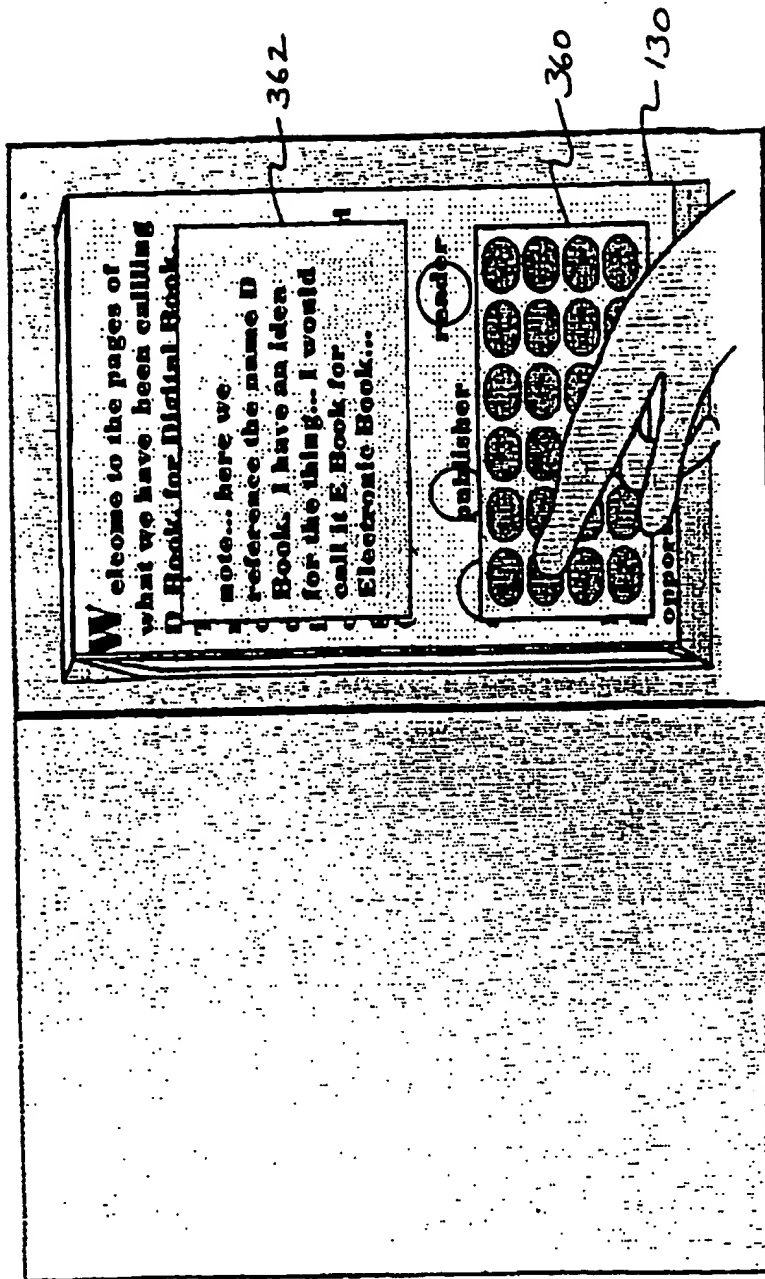 Welcome to the pages of
what we have been callling
D Book, for Digital Book.
note... here we
reference the name D
Book. I have an idea
for the thing... I would
call it E Book for
Electronic Book...
362
publisher reader
360
oppor
130